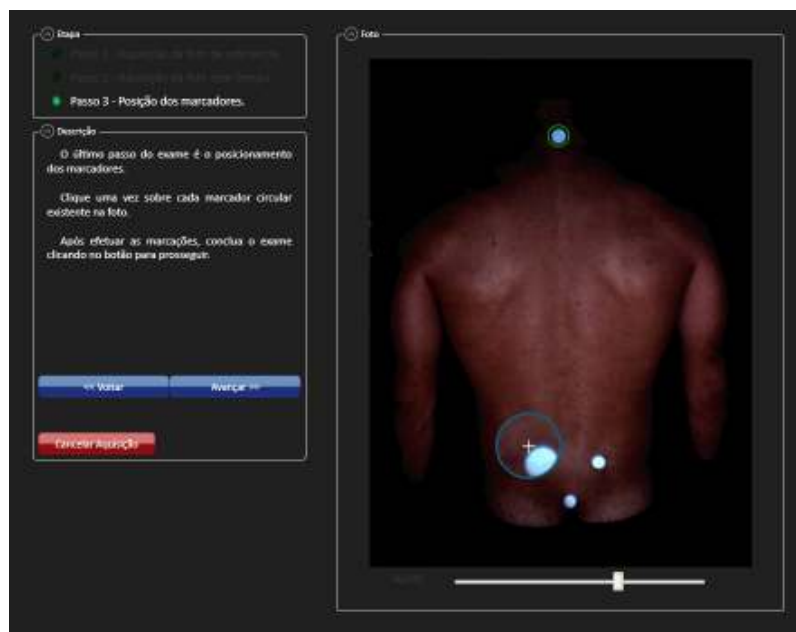 Etapa
Passo 3 - Posição dos marcadores.
Descrição
O último passo do exame é o posicionamento
dos marcadores.
Clique uma vez sobre cada marcador circular
existente na foto.
Após efetuar as marcações, conclua o exame
clicando no botão para prosseguir.
<< Voltar
Avançar >>
Cancelar Aquisição
Foto